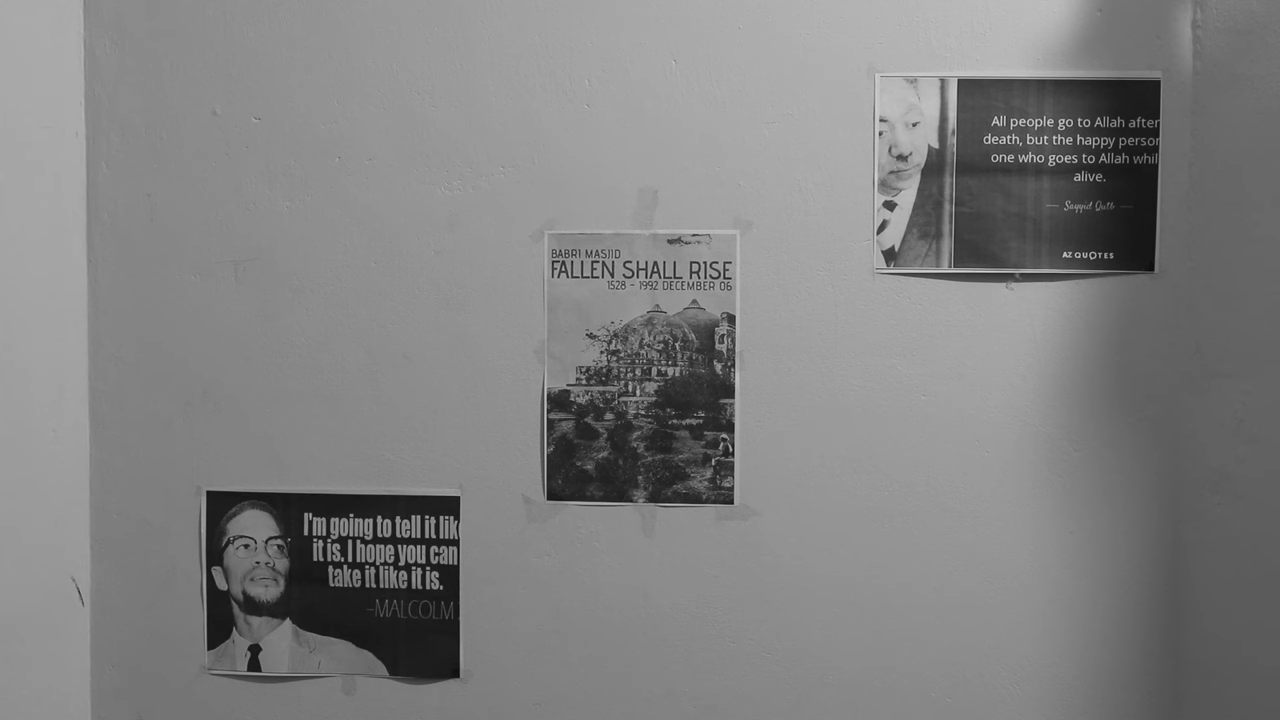 All people go to Allah after
death, but the happy person
one who goes to Allah whil
alive.
— Sayyid Qutb —
AZ QUOTES
BABRI MASJID
FALLEN SHALL RISE
1528 - 1992 DECEMBER 06
I'm going to tell it lik
it is. I hope you can
take it like it is.
–MALCOLM